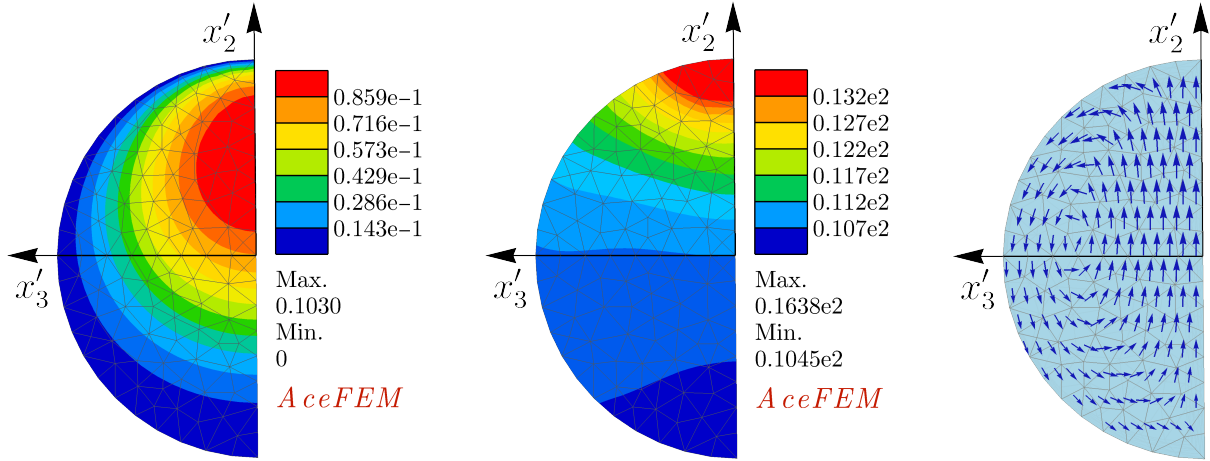 x′₂
0.859e−1
0.716e−1
0.573e−1
0.429e−1
0.286e−1
0.143e−1
x′₃
Max.
0.1030
Min.
0
AceFEM
x′₂
0.132e2
0.127e2
0.122e2
0.117e2
0.112e2
0.107e2
x′₃
Max.
0.1638e2
Min.
0.1045e2
AceFEM
x′₂
x′₃